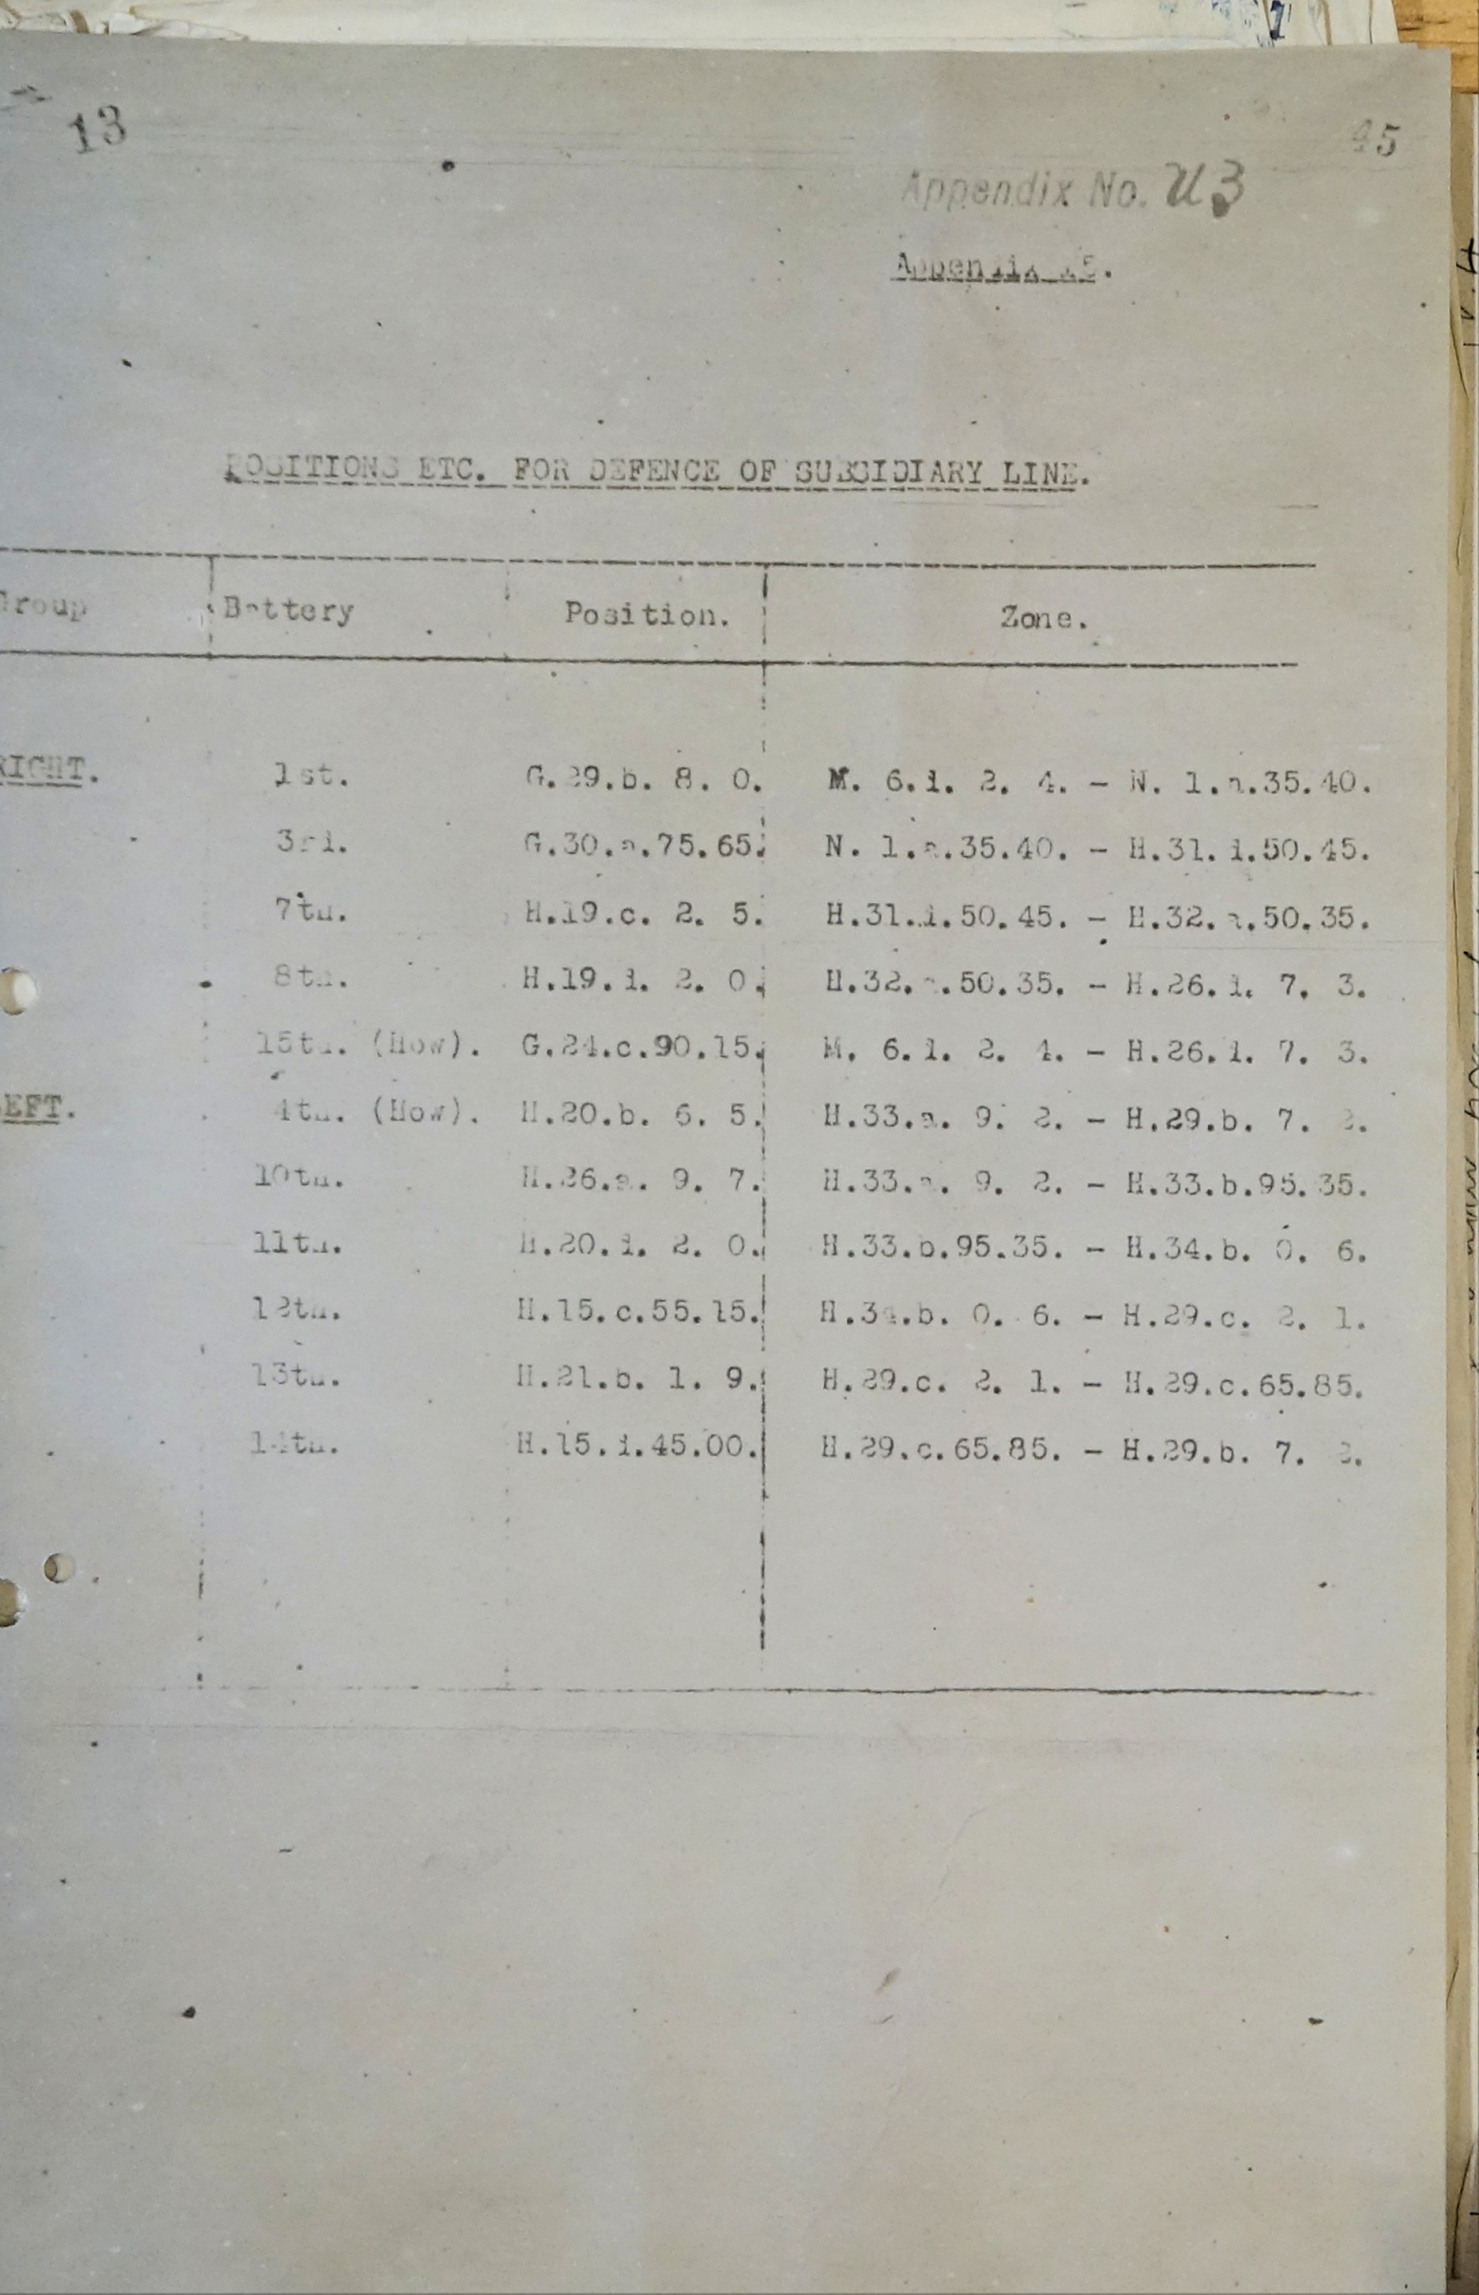 13
45
Appendix No. U3
Appendix
POSITIONS ETC. FOR DEFENCE OF SUBSIDIARY LINE.
Group Battery Position. Zone.
RIGHT. 1st. G.29.b. 8. 0. M. 6.d. 2. 4. - N. 1.a.35.40.
3rd. G.30.a.75.65. N. 1.a.35.40. - H.31.d.50.45.
7th. H.19.c. 2. 5. H.31.d.50.45. - H.32.a.50.35.
8th. H.19.d. 2. 0. H.32.a.50.35. - H.26.d. 7. 3.
15th. (How). G.24.c.90.15. M. 6.d. 2. 4. - H.26.d. 7. 3.
LEFT. 4th. (How). H.20.b. 6. 5. H.33.a. 9. 2. - H.29.b. 7. 2.
10th. H.26.a. 9. 7. H.33.a. 9. 2. - H.33.b.95.35.
11th. H.20.d. 2. 0. H.33.b.95.35. - H.34.b. 0. 6.
12th. H.15.c.55.15. H.34.b. 0. 6. - H.29.c. 2. 1.
13th. H.21.b. 1. 9. H.29.c. 2. 1. - H.29.c.65.85.
14th. H.15.d.45.00. H.29.c.65.85. - H.29.b. 7. 2.